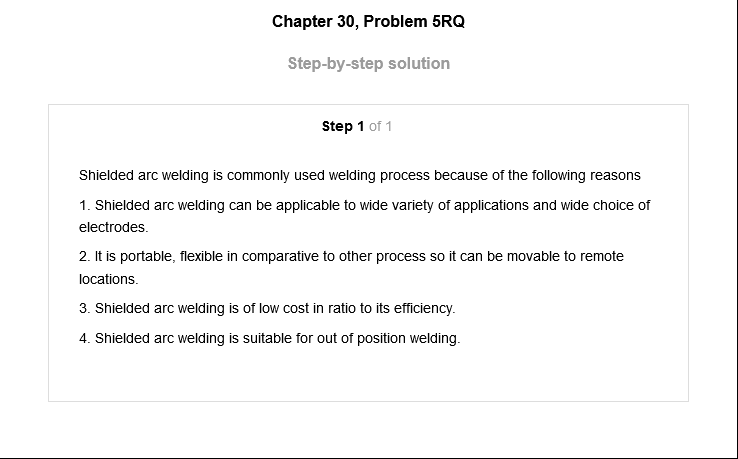 Chapter 30, Problem 5RQ
Step-by-step solution
Step 1 of 1
Shielded arc welding is commonly used welding process because of the following reasons
1. Shielded arc welding can be applicable to wide variety of applications and wide choice of
electrodes.
2. It is portable, flexible in comparative to other process so it can be movable to remote
locations.
3. Shielded arc welding is of low cost in ratio to its efficiency.
4. Shielded arc welding is suitable for out of position welding.